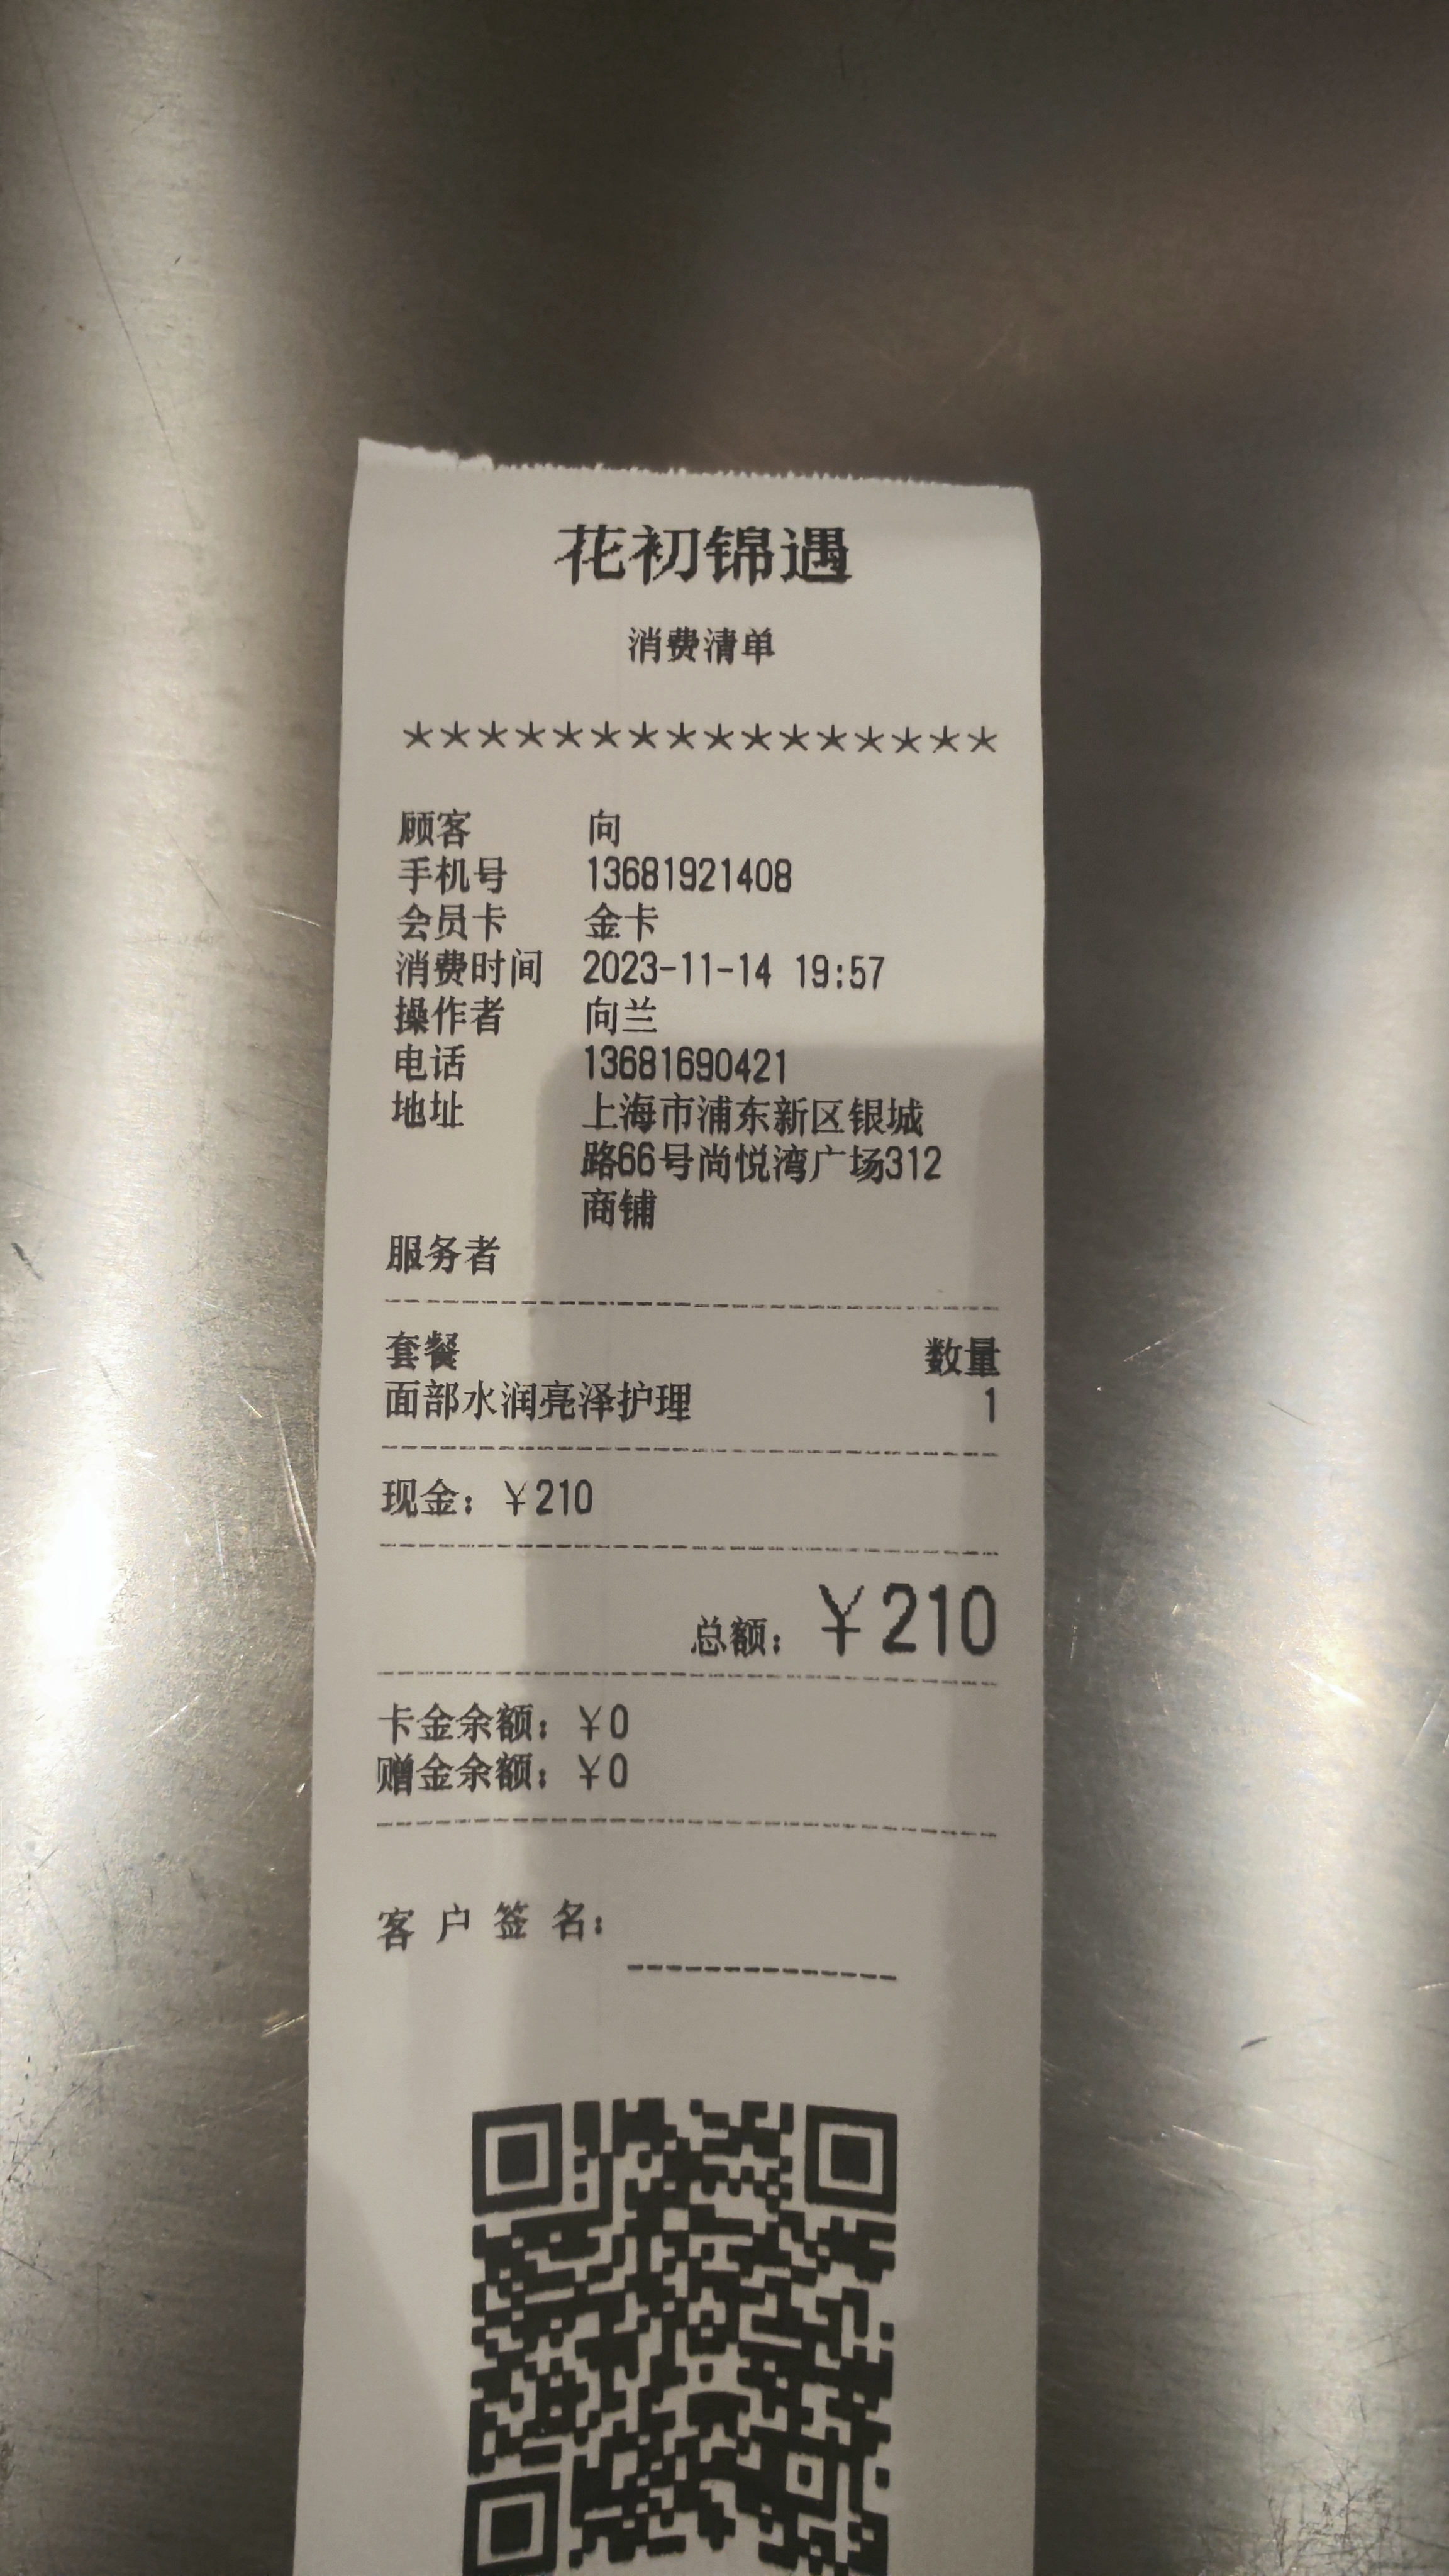 花初锦遇
消费清单
****************
顾客 向
手机号 13681921408
会员卡 金卡
消费时间 2023-11-14 19:57
操作者 向兰
电话 13681690421
地址 上海市浦东新区银城
路66号尚悦湾广场312
商铺
服务者
套餐 数量
面部水润亮泽护理 1
现金：￥210
总额：￥210
卡金余额：￥0
赠金余额：￥0
客 户 签 名：